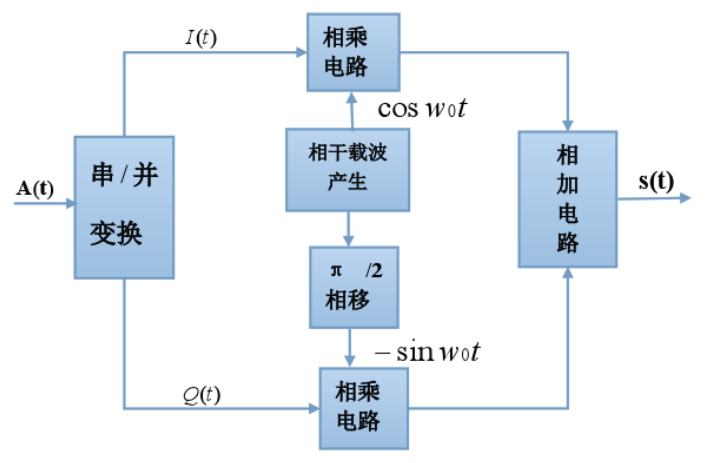 I(t)
相乘
电路
cos w₀t
A(t)
串/并
变换
相干载波
产生
相
加
电
路
s(t)
π /2
相移
−sin w₀t
Q(t)
相乘
电路